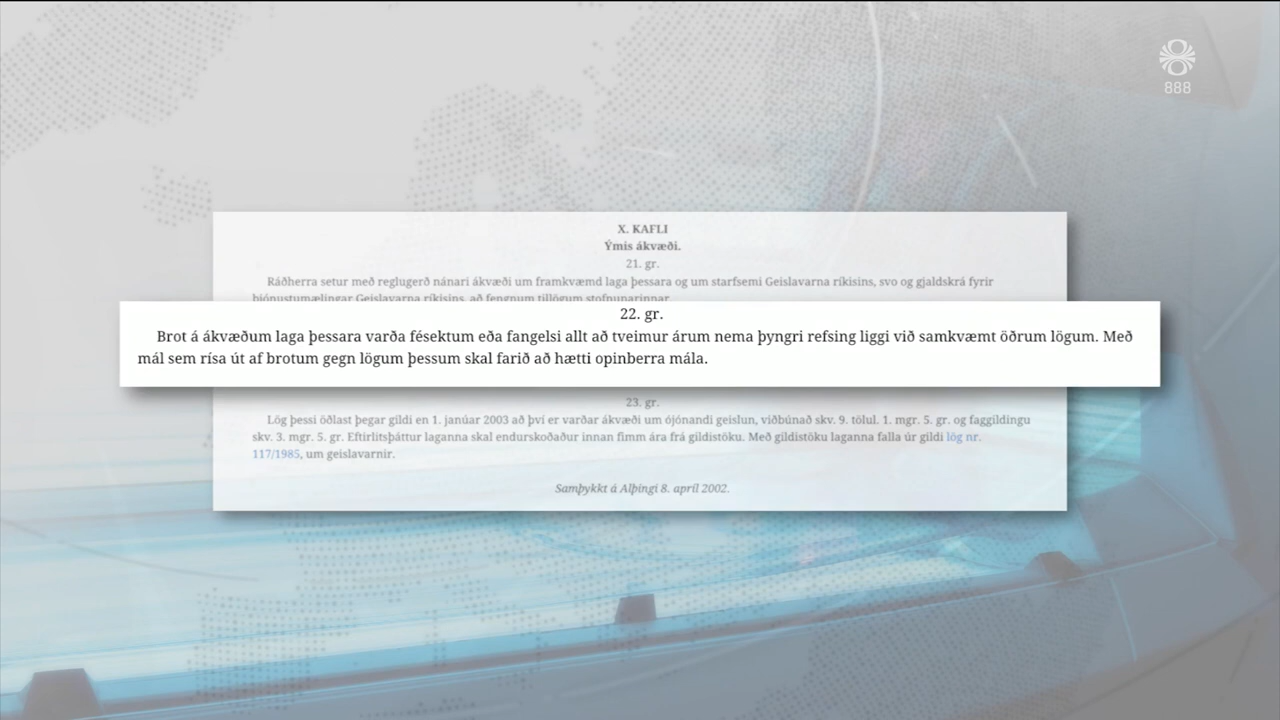 888
X. KAFLI
Ýmis ákvæði.
21. gr.
Ráðherra setur með reglugerð nánari ákvæði um framkvæmd laga þessara og um starfsemi Geislavarna ríkisins, svo og gjaldskrá fyrir
þjónustumælingar Geislavarna ríkisins, að fengnum tillögum stofnunarinnar.
22. gr.
Brot á ákvæðum laga þessara varða fésektum eða fangelsi allt að tveimur árum nema þyngri refsing liggi við samkvæmt öðrum lögum. Með
mál sem rísa út af brotum gegn lögum þessum skal farið að hætti opinberra mála.
23. gr.
Lög þessi öðlast þegar gildi en 1. janúar 2003 að því er varðar ákvæði um ójónandi geislun, viðbúnað skv. 9. tölul. 1. mgr. 5. gr. og faggildingu
skv. 3. mgr. 5. gr. Eftirlitsþáttur laganna skal endurskoðaður innan fimm ára frá gildistöku. Með gildistöku laganna falla úr gildi lög nr.
117/1985, um geislavarnir.
Samþykkt á Alþingi 8. apríl 2002.